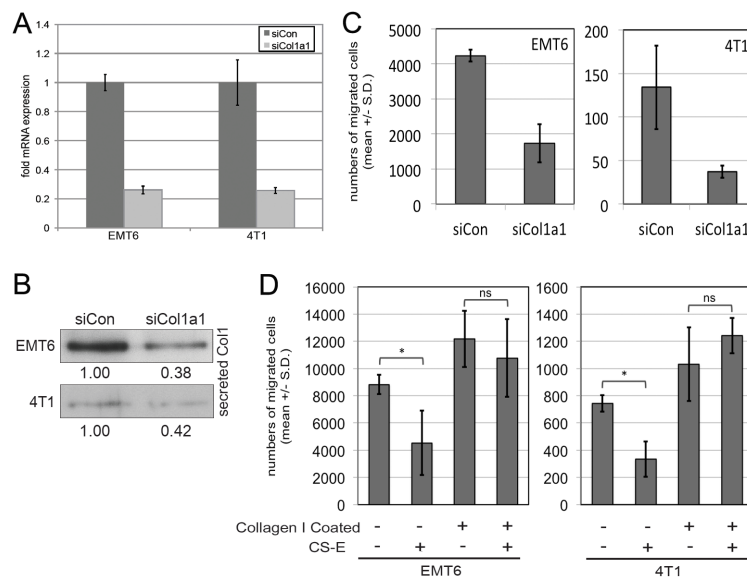 A
siCon
siCol1a1
fold mRNA expression
1.4
1.2
1
0.8
0.6
0.4
0.2
0
EMT6
4T1
B
siCon
siCol1a1
EMT6
1.00
0.38
4T1
1.00
0.42
secreted Col1
C
numbers of migrated cells
(mean +/- S.D.)
EMT6
5000
4000
3000
2000
1000
0
siCon
siCol1a1
4T1
200
150
100
50
0
siCon
siCol1a1
D
numbers of migrated cells
(mean +/- S.D.)
16000
14000
12000
10000
8000
6000
4000
2000
0
*
ns
1600
1400
1200
1000
800
600
400
200
0
*
ns
Collagen I Coated - - + + - - + +
CS-E - + - + - + - +
EMT6
4T1